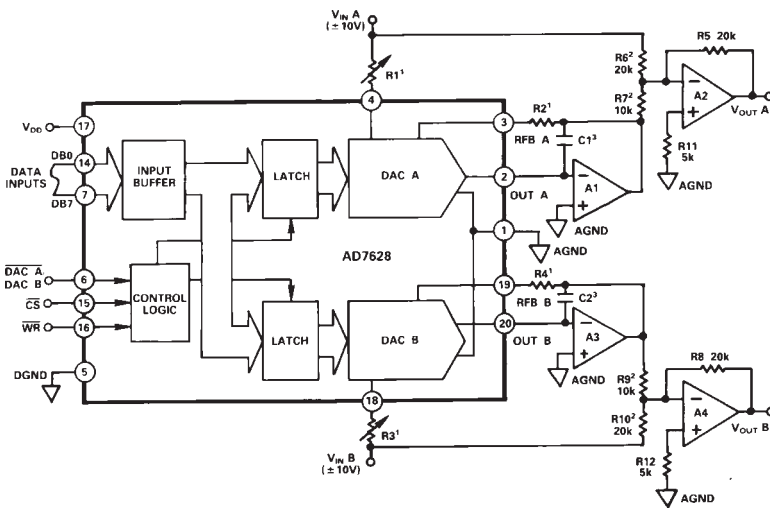 V_IN A
(± 10V)
R1¹
4
R6²
20k
R7²
10k
R5 20k
A2
V_OUT A
R11
5k
AGND
V_DD
17
3
R2¹
RFB A
C1³
DATA
INPUTS
DB0
14
7
DB7
INPUT
BUFFER
LATCH
DAC A
2
OUT A
A1
AGND
1
AGND
AD7628
DAC A/
DAC B
6
CS
15
WR
16
CONTROL
LOGIC
LATCH
DAC B
19
R4¹
RFB B
C2³
20
OUT B
A3
AGND
DGND
5
18
R3¹
V_IN B
(± 10V)
R9²
10k
R10²
20k
R8 20k
A4
V_OUT B
R12
5k
AGND